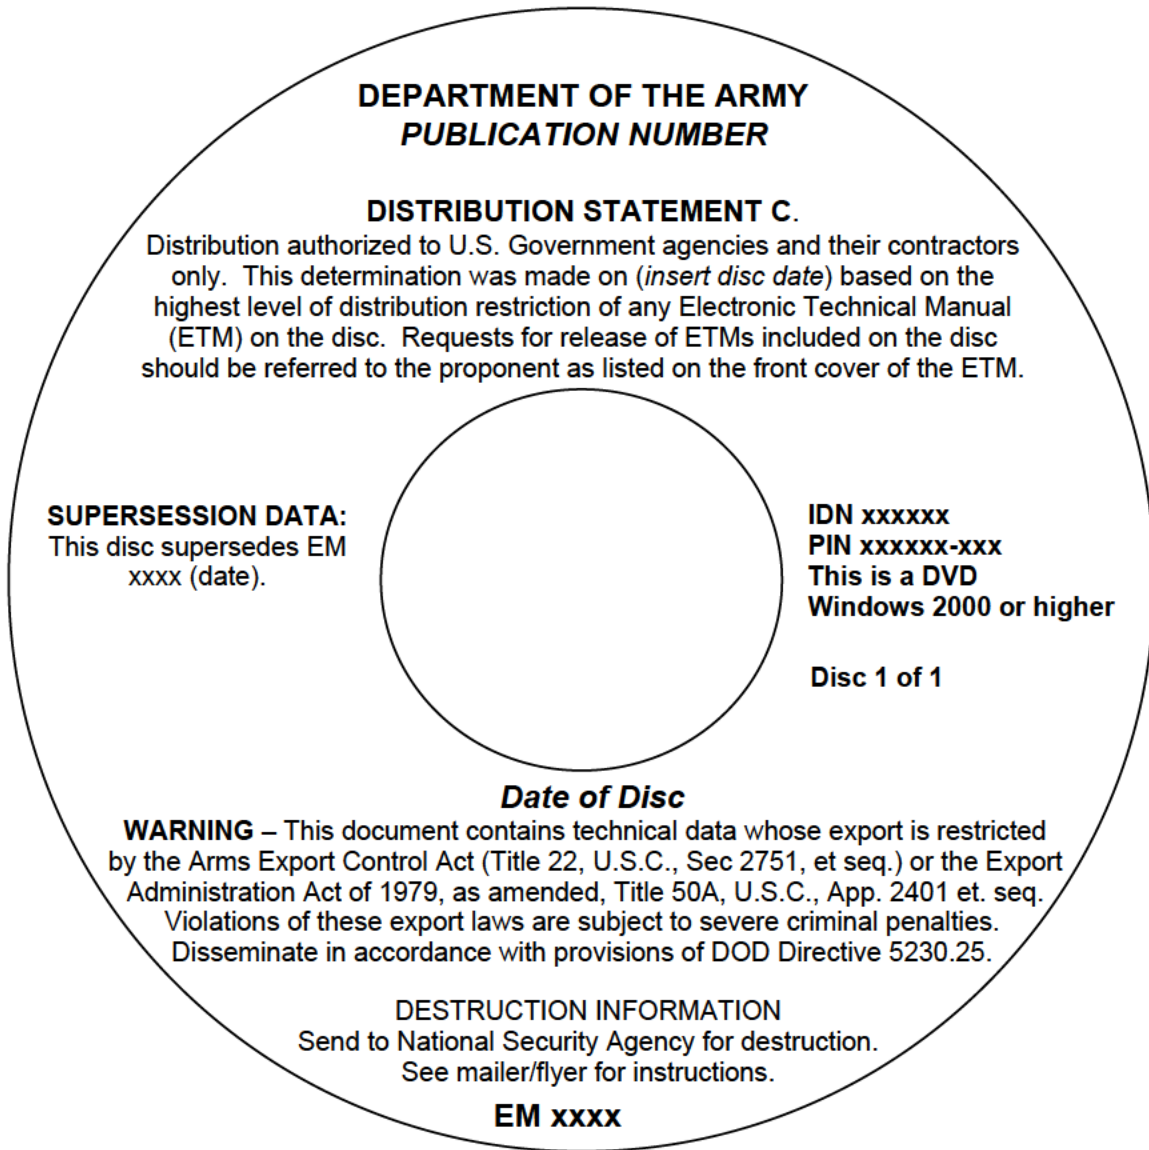 DEPARTMENT OF THE ARMY
PUBLICATION NUMBER
DISTRIBUTION STATEMENT C.
Distribution authorized to U.S. Government agencies and their contractors
only.  This determination was made on (insert disc date) based on the
highest level of distribution restriction of any Electronic Technical Manual
(ETM) on the disc.  Requests for release of ETMs included on the disc
should be referred to the proponent as listed on the front cover of the ETM.
SUPERSESSION DATA:
This disc supersedes EM
xxxx (date).
IDN xxxxxx
PIN xxxxxx-xxx
This is a DVD
Windows 2000 or higher
Disc 1 of 1
Date of Disc
WARNING – This document contains technical data whose export is restricted
by the Arms Export Control Act (Title 22, U.S.C., Sec 2751, et seq.) or the Export
Administration Act of 1979, as amended, Title 50A, U.S.C., App. 2401 et. seq.
Violations of these export laws are subject to severe criminal penalties.
Disseminate in accordance with provisions of DOD Directive 5230.25.
DESTRUCTION INFORMATION
Send to National Security Agency for destruction.
See mailer/flyer for instructions.
EM xxxx